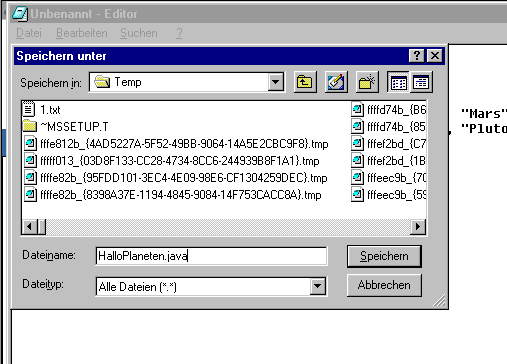 Unbenannt - Editor
Datei Bearbeiten Suchen ?
Speichern unter
Speichern in: Temp
1.txt
~MSSETUP.T
fffe812b_{4AD5227A-5F52-49BB-9064-14A5E2CBC9F8}.tmp
fffff013_{03D8F133-CC28-4734-8CC6-244939B8F1A1}.tmp
ffffe82b_{95FDD101-3EC4-4E09-98E6-CF1304259DEC}.tmp
ffffe82b_{8398A37E-1194-4845-9084-14F753CACC8A}.tmp
ffffd74b_{B6
ffffd74b_{85
fffef2bd_{C7
fffef2bd_{1B
fffeec9b_{70
fffeec9b_{59
"Mars"
, "Pluto
Dateiname: HalloPlaneten.java Speichern
Dateityp: Alle Dateien (*.*) Abbrechen